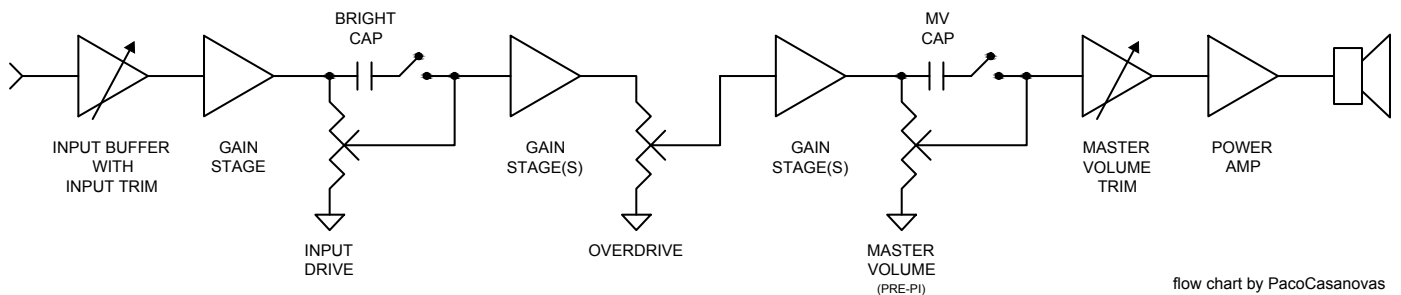 BRIGHT
CAP
MV
CAP
INPUT BUFFER
WITH
INPUT TRIM
GAIN
STAGE
GAIN
STAGE(S)
GAIN
STAGE(S)
MASTER
VOLUME
TRIM
POWER
AMP
INPUT
DRIVE
OVERDRIVE
MASTER
VOLUME
(PRE-PI)
flow chart by PacoCasanovas